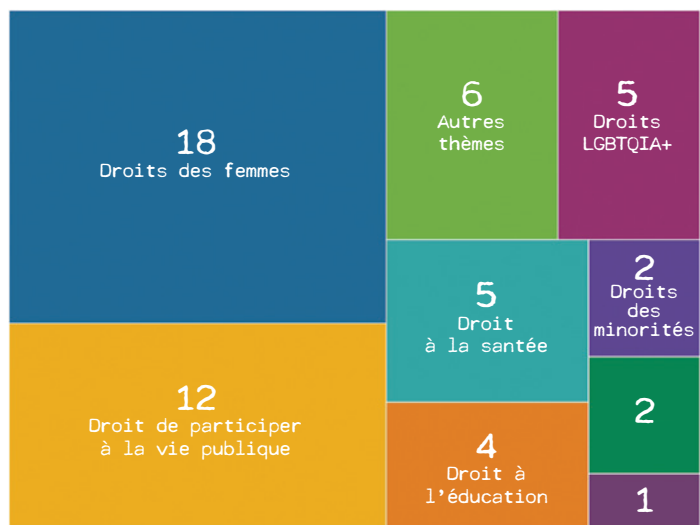 18
Droits des femmes
12
Droit de participer
à la vie publique
6
Autres
thèmes
5
Droits
LGBTQIA+
5
Droit
à la santée
2
Droits
des
minorités
4
Droit à
l'éducation
2
1